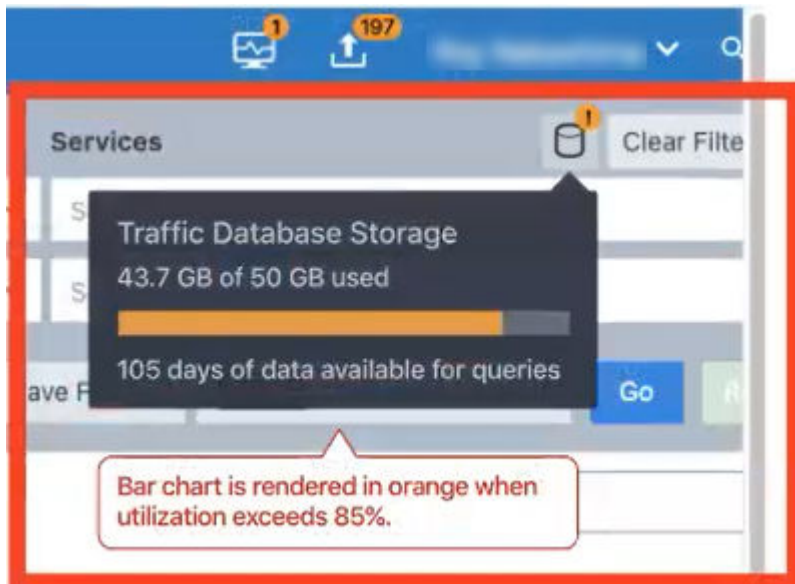 1
197
Services
!
Clear Filte
S
Traffic Database Storage
43.7 GB of 50 GB used
S
105 days of data available for queries
ave F
Go
Bar chart is rendered in orange when
utilization exceeds 85%.